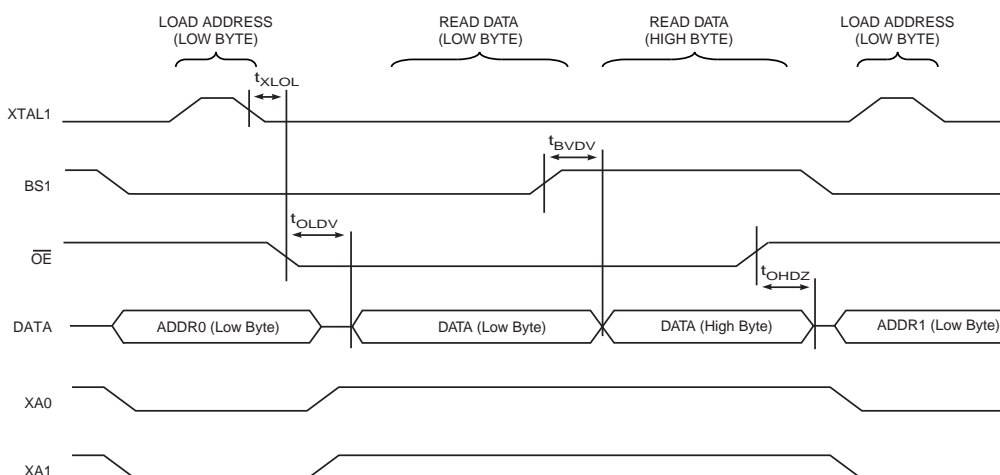 LOAD ADDRESS
(LOW BYTE)
READ DATA
(LOW BYTE)
READ DATA
(HIGH BYTE)
LOAD ADDRESS
(LOW BYTE)
tXLOL
XTAL1
tBVDV
BS1
tOLDV
OE
tOHDZ
DATA
ADDR0 (Low Byte)
DATA (Low Byte)
DATA (High Byte)
ADDR1 (Low Byte)
XA0
XA1